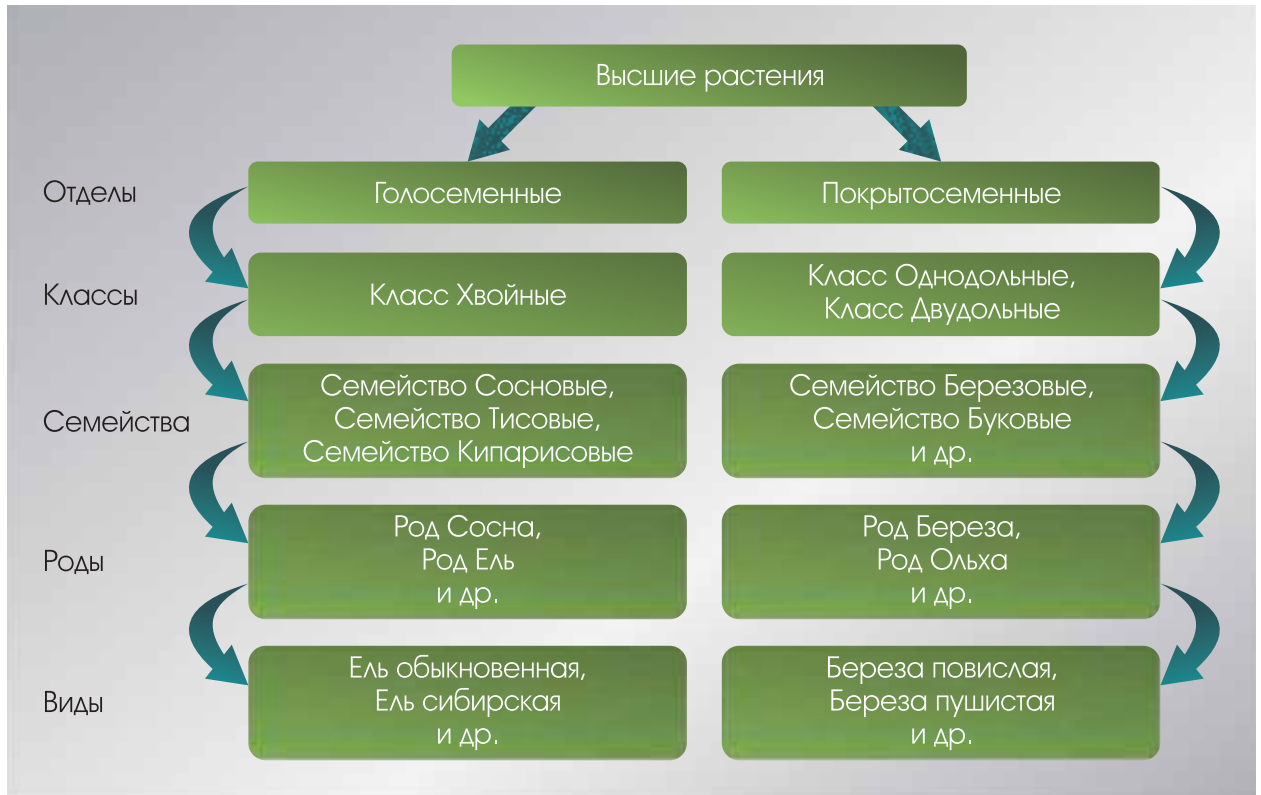 Высшие растения
Отделы
Голосеменные
Покрытосеменные
Классы
Класс Хвойные
Класс Однодольные,
Класс Двудольные
Семейства
Семейство Сосновые,
Семейство Тисовые,
Семейство Кипарисовые
Семейство Березовые,
Семейство Буковые
и др.
Роды
Род Сосна,
Род Ель
и др.
Род Береза,
Род Ольха
и др.
Виды
Ель обыкновенная,
Ель сибирская
и др.
Береза повислая,
Береза пушистая
и др.